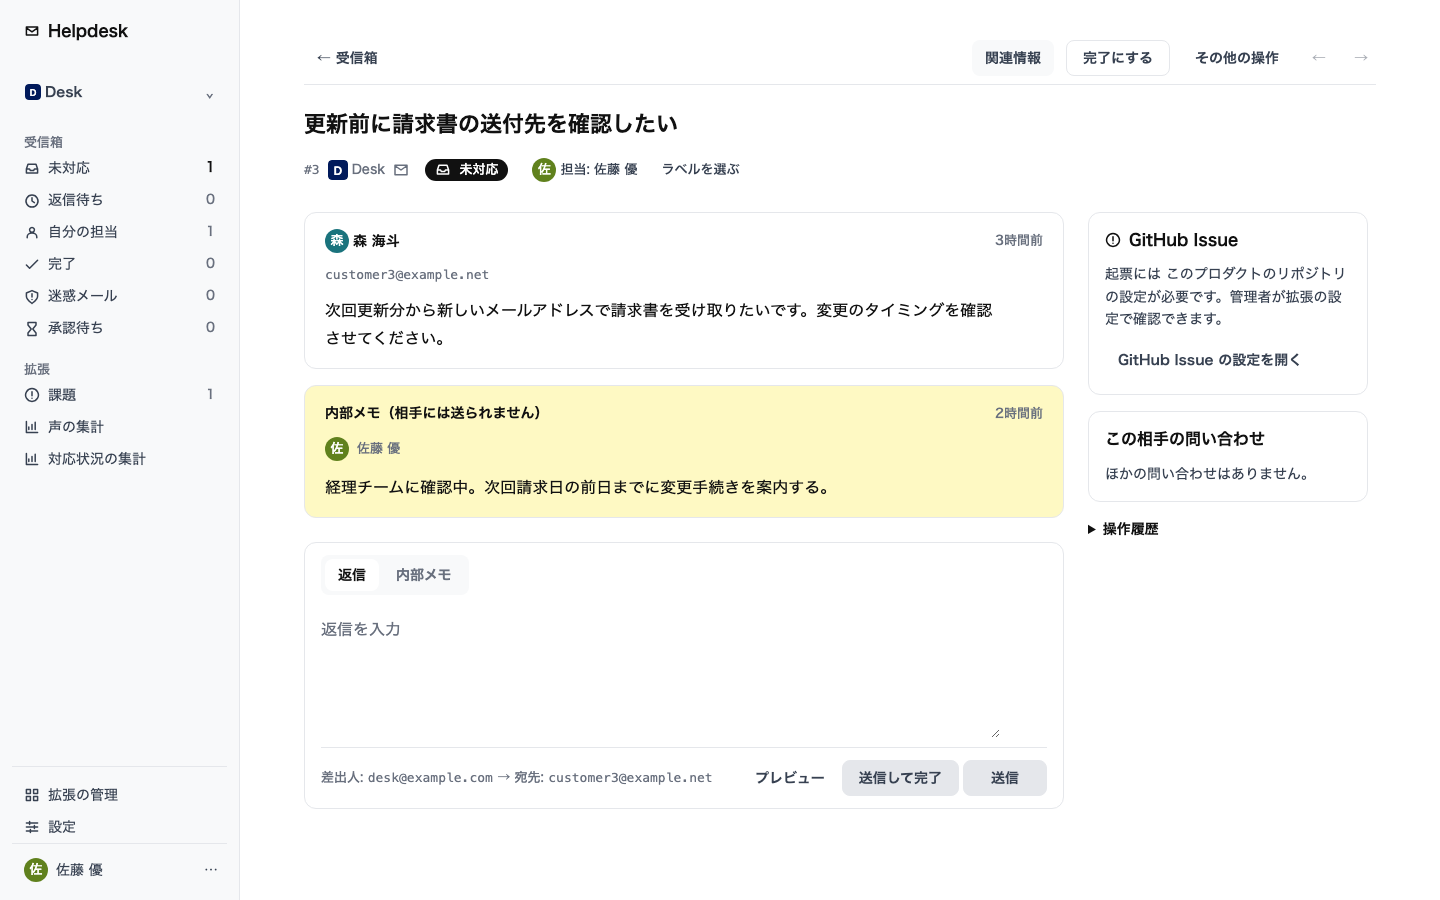 Helpdesk
D Desk
受信箱
未対応 1
返信待ち 0
自分の担当 1
完了 0
迷惑メール 0
承認待ち 0
拡張
課題 1
声の集計
対応状況の集計
拡張の管理
設定
佐 佐藤 優 …
← 受信箱
関連情報 完了にする その他の操作 ← →
更新前に請求書の送付先を確認したい
#3 D Desk 未対応 佐 担当: 佐藤 優 ラベルを選ぶ
森 森 海斗 3時間前
customer3@example.net
次回更新分から新しいメールアドレスで請求書を受け取りたいです。変更のタイミングを確認
させてください。
内部メモ（相手には送られません） 2時間前
佐 佐藤 優
経理チームに確認中。次回請求日の前日までに変更手続きを案内する。
返信 内部メモ
返信を入力
差出人: desk@example.com → 宛先: customer3@example.net プレビュー 送信して完了 送信
GitHub Issue
起票には このプロダクトのリポジトリ
の設定が必要です。管理者が拡張の設
定で確認できます。
GitHub Issue の設定を開く
この相手の問い合わせ
ほかの問い合わせはありません。
▶ 操作履歴